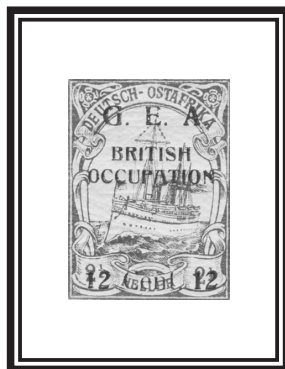 DEUTSCH-OSTAFRIKA
G. E. A
BRITISH
OCCUPATION
12 12